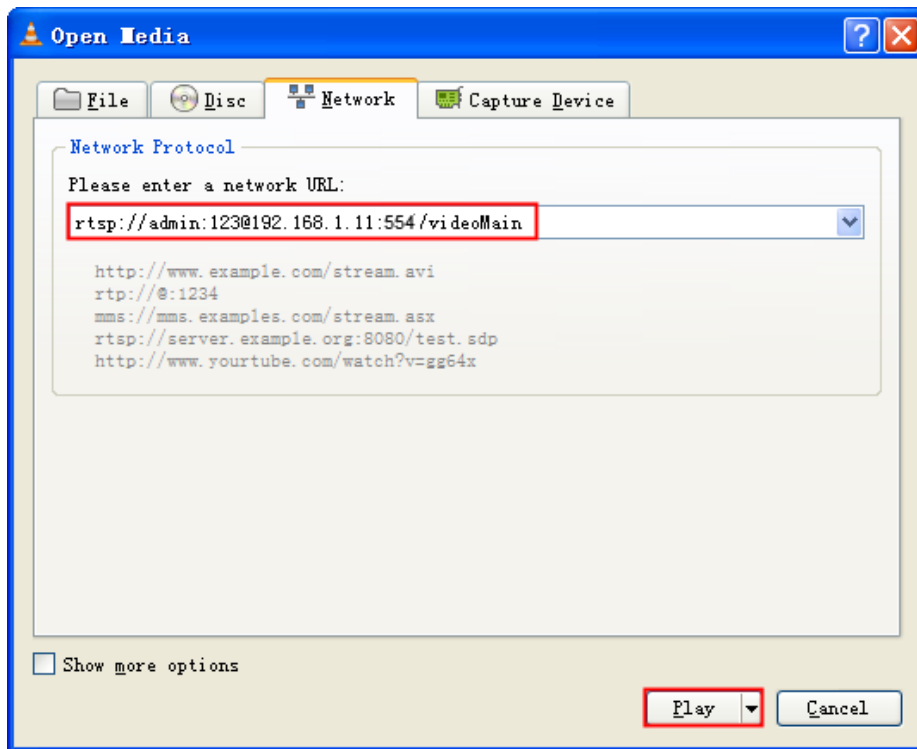 Open Media
File Disc Network Capture Device
Network Protocol
Please enter a network URL:
rtsp://admin:123@192.168.1.11:554/videoMain
http://www.example.com/stream.avi
rtp://@:1234
mms://mms.examples.com/stream.asx
rtsp://server.example.org:8080/test.sdp
http://www.yourtube.com/watch?v=gg64x
Show more options
Play Cancel